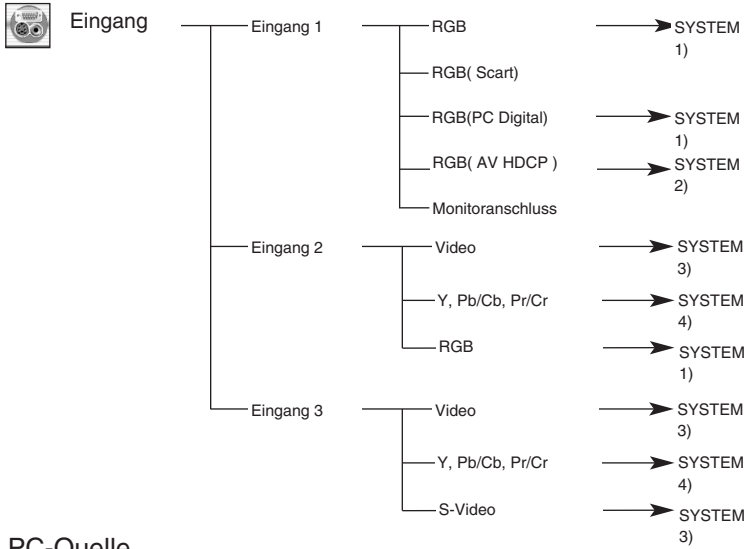 Eingang
Eingang 1
RGB
SYSTEM
1)
RGB( Scart)
RGB(PC Digital)
SYSTEM
1)
RGB( AV HDCP )
SYSTEM
2)
Monitoranschluss
Eingang 2
Video
SYSTEM
3)
Y, Pb/Cb, Pr/Cr
SYSTEM
4)
RGB
SYSTEM
1)
Eingang 3
Video
SYSTEM
3)
Y, Pb/Cb, Pr/Cr
SYSTEM
4)
S-Video
SYSTEM
3)
PC-Quelle